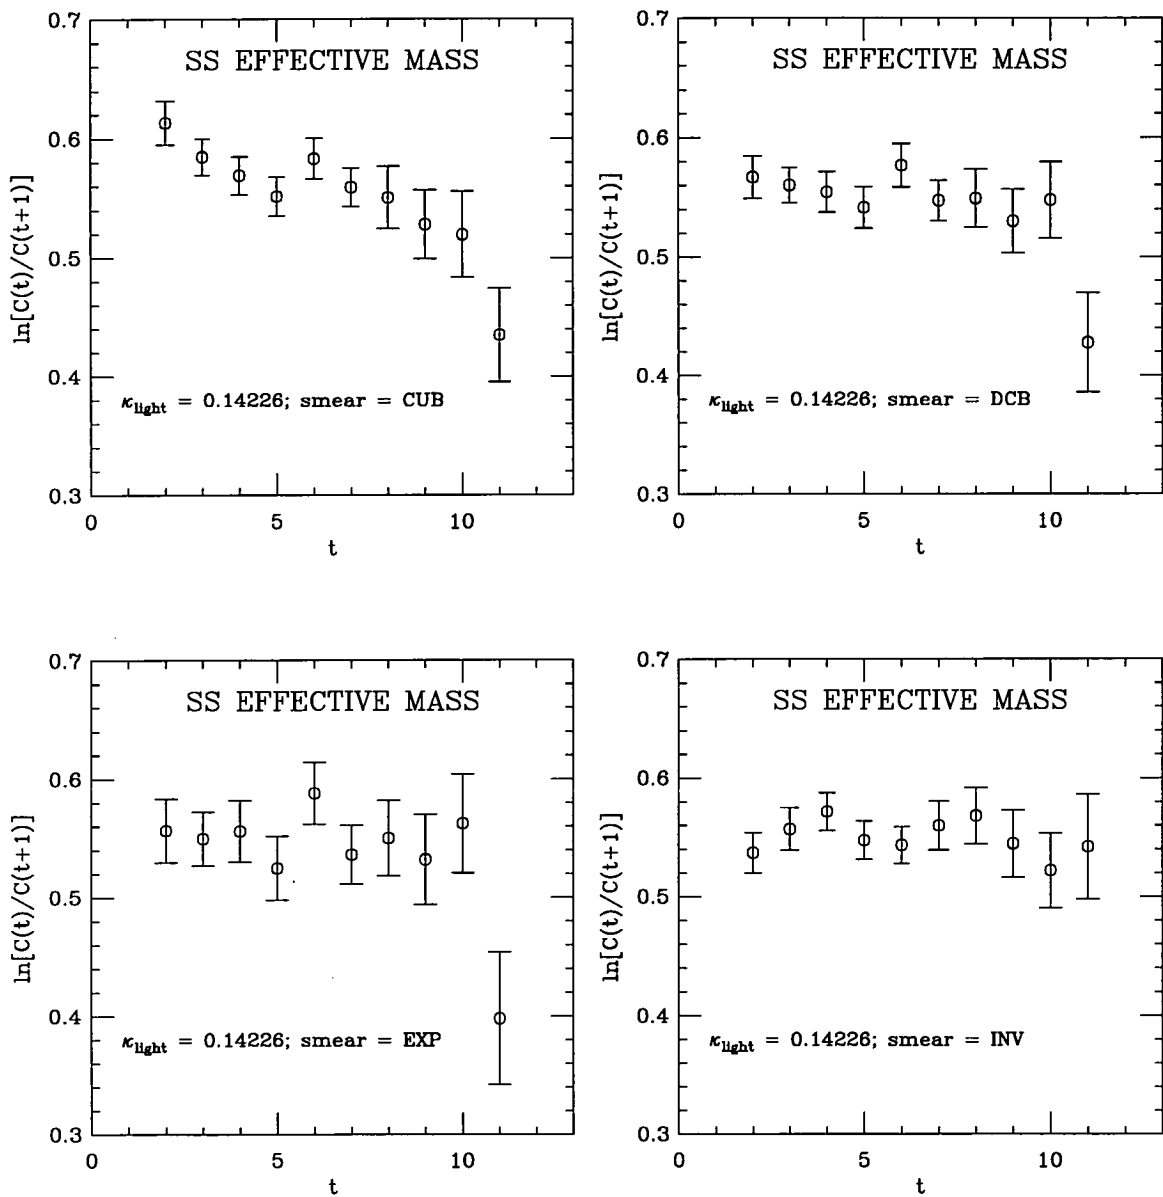 SS EFFECTIVE MASS
ln[C(t)/C(t+1)]
0.7
0.6
0.5
0.4
0.3
κlight = 0.14226; smear = CUB
0 5 10
t
SS EFFECTIVE MASS
ln[C(t)/C(t+1)]
0.7
0.6
0.5
0.4
0.3
κlight = 0.14226; smear = DCB
0 5 10
t
SS EFFECTIVE MASS
ln[C(t)/C(t+1)]
0.7
0.6
0.5
0.4
0.3
κlight = 0.14226; smear = EXP
0 5 10
t
SS EFFECTIVE MASS
ln[C(t)/C(t+1)]
0.7
0.6
0.5
0.4
0.3
κlight = 0.14226; smear = INV
0 5 10
t